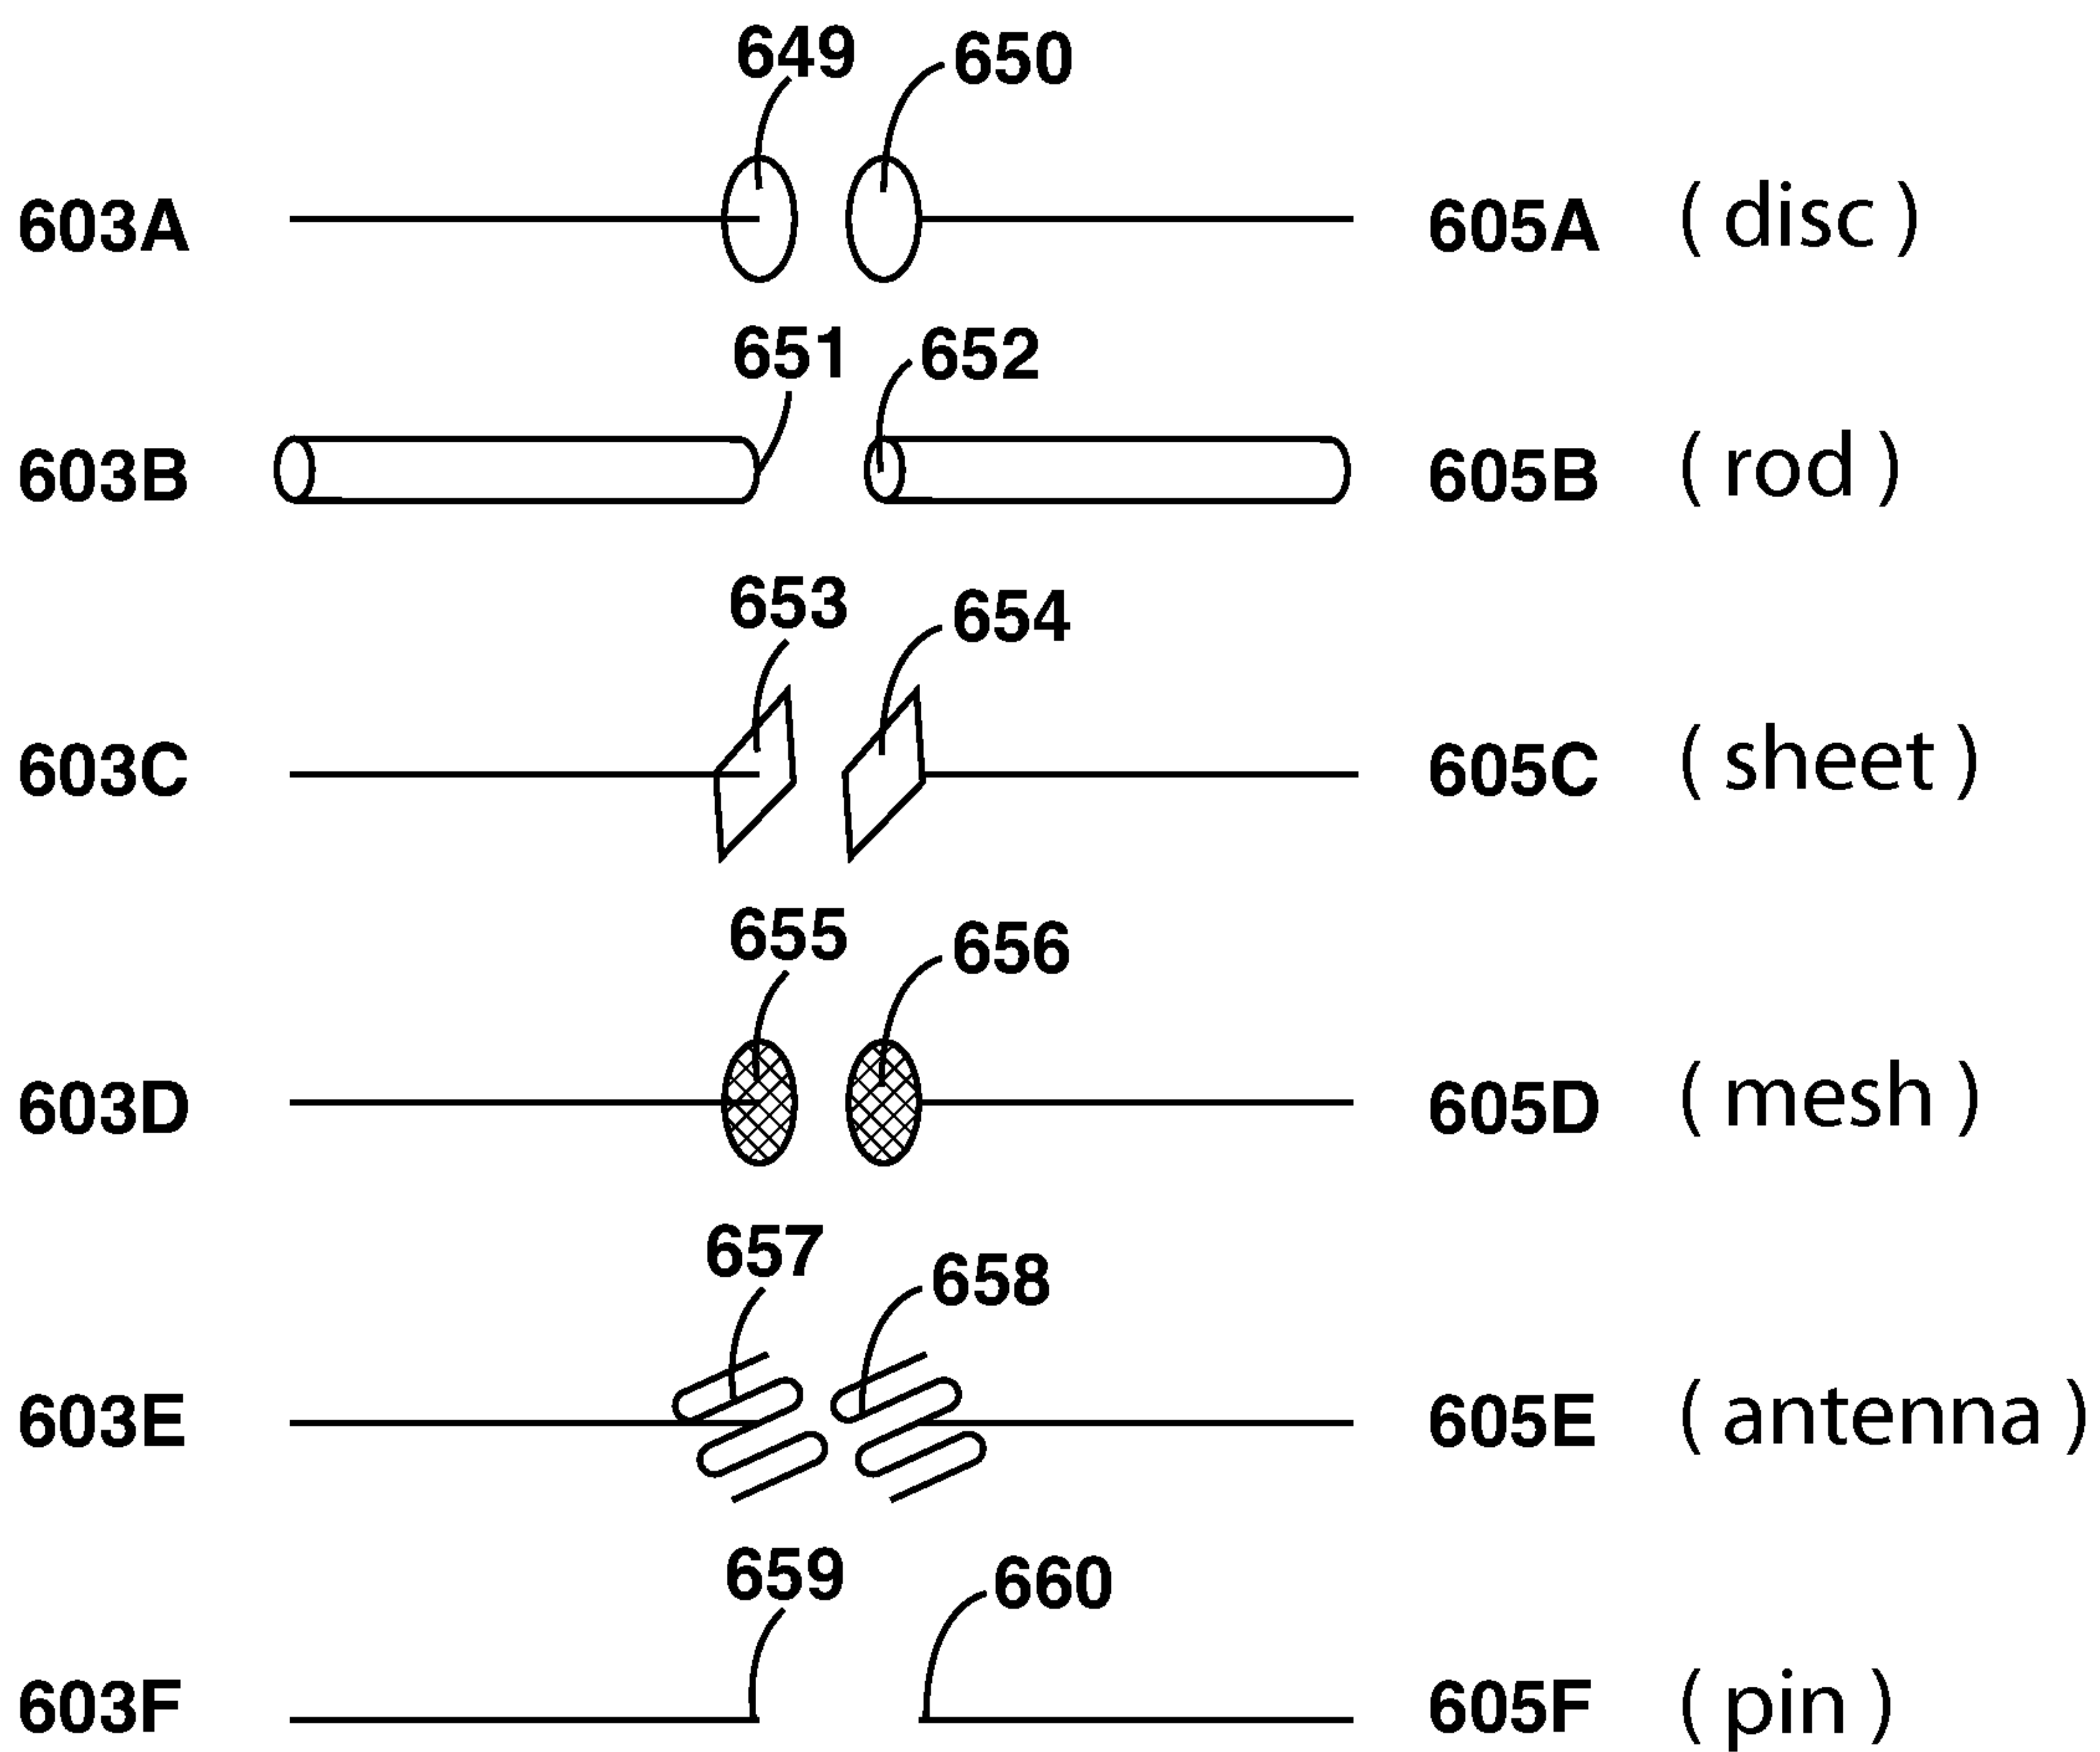 649 650
603A 605A ( disc )
651 652
603B 605B ( rod )
653 654
603C 605C ( sheet )
655 656
603D 605D ( mesh )
657 658
603E 605E ( antenna )
659 660
603F 605F ( pin )